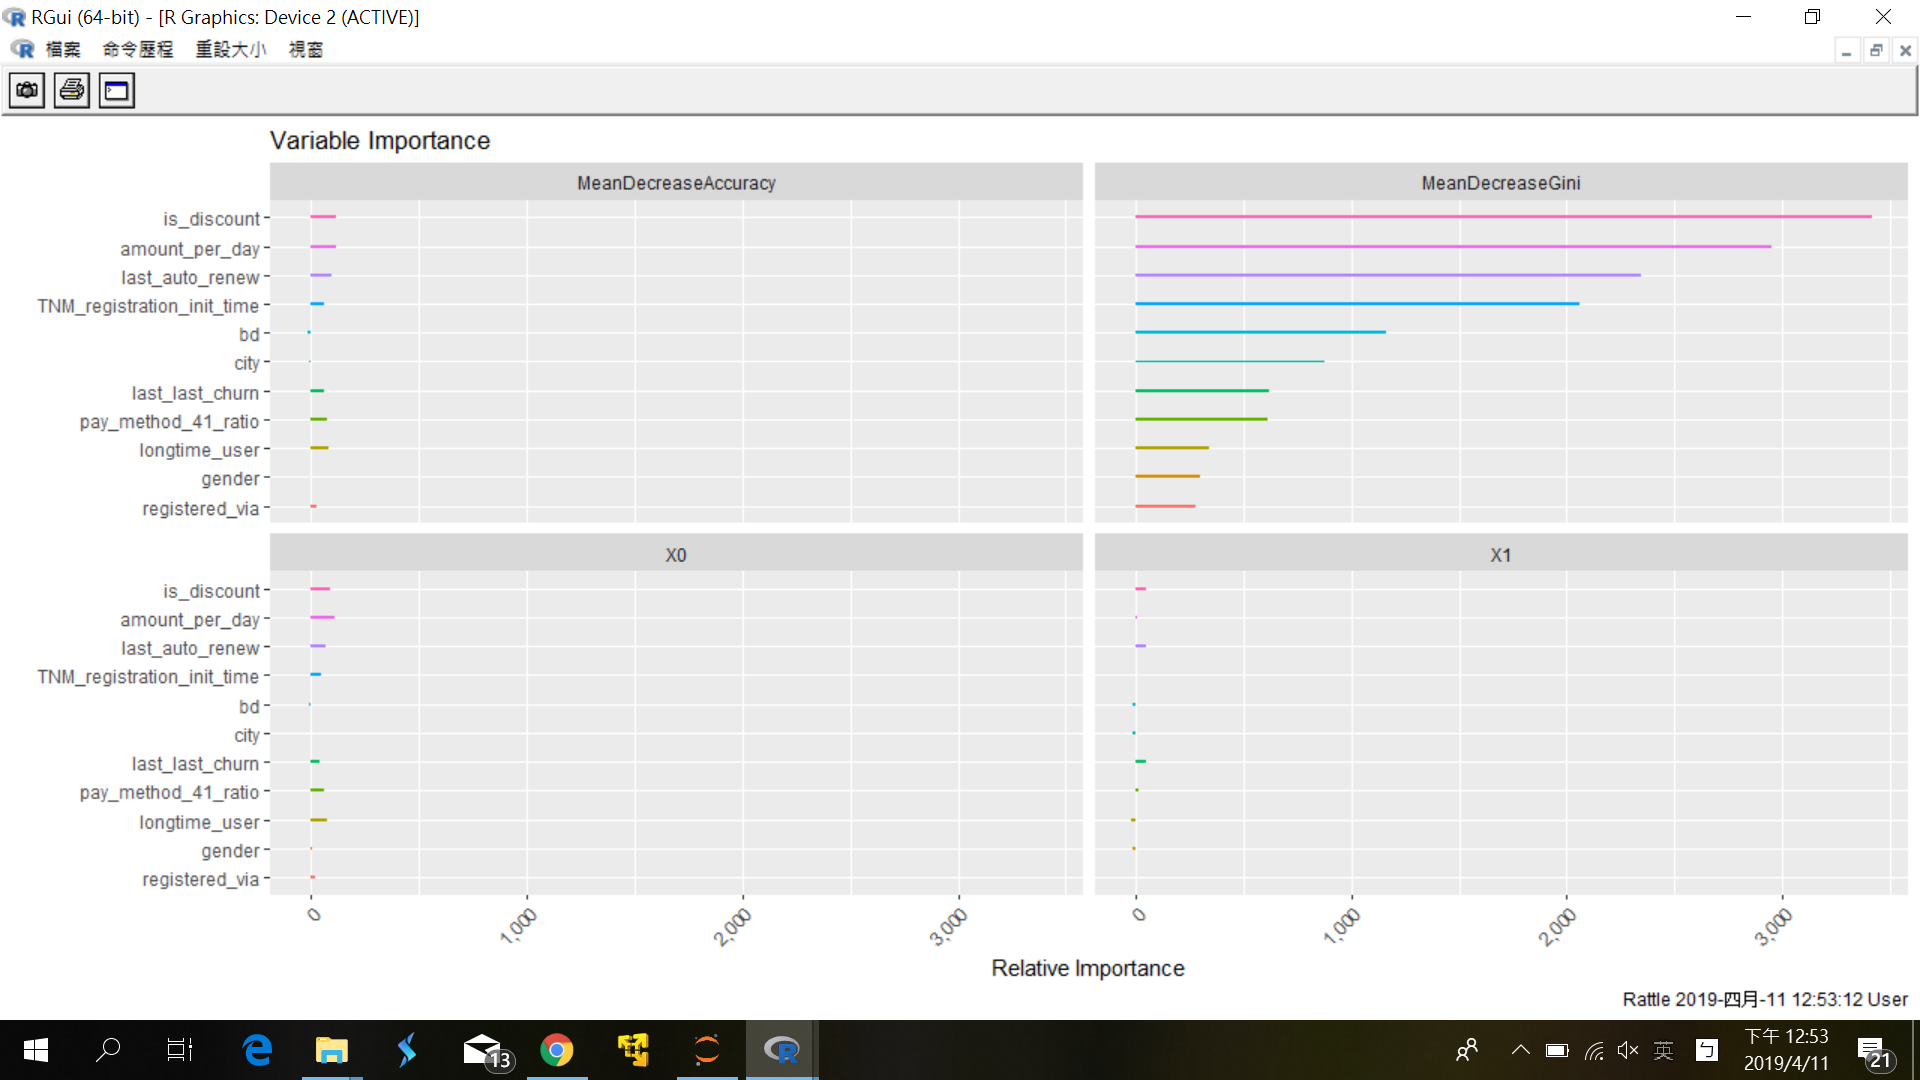 RGui (64-bit) - [R Graphics: Device 2 (ACTIVE)]
檔案 命令歷程 重設大小 視窗
Variable Importance
MeanDecreaseAccuracy
MeanDecreaseGini
is_discount
amount_per_day
last_auto_renew
TNM_registration_init_time
bd
city
last_last_churn
pay_method_41_ratio
longtime_user
gender
registered_via
X0
X1
is_discount
amount_per_day
last_auto_renew
TNM_registration_init_time
bd
city
last_last_churn
pay_method_41_ratio
longtime_user
gender
registered_via
0 1,000 2,000 3,000
0 1,000 2,000 3,000
Relative Importance
Rattle 2019-四月-11 12:53:12 User
13
英
ㄅ
下午 12:53
2019/4/11
21